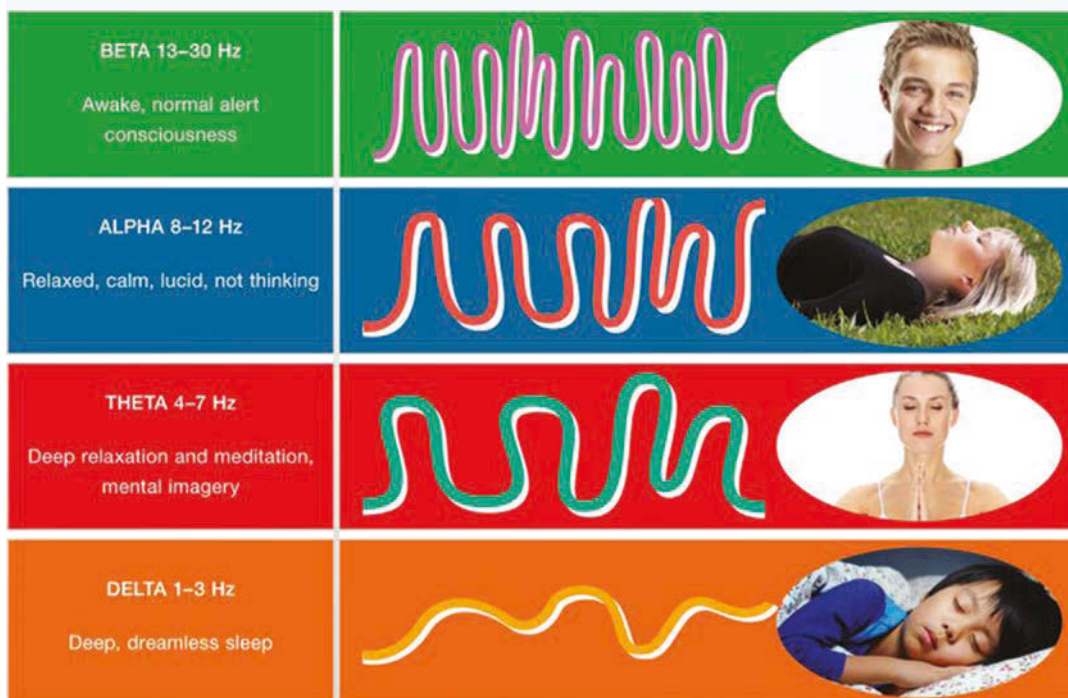 BETA 13–30 Hz
Awake, normal alert
consciousness
ALPHA 8–12 Hz
Relaxed, calm, lucid, not thinking
THETA 4–7 Hz
Deep relaxation and meditation,
mental imagery
DELTA 1–3 Hz
Deep, dreamless sleep